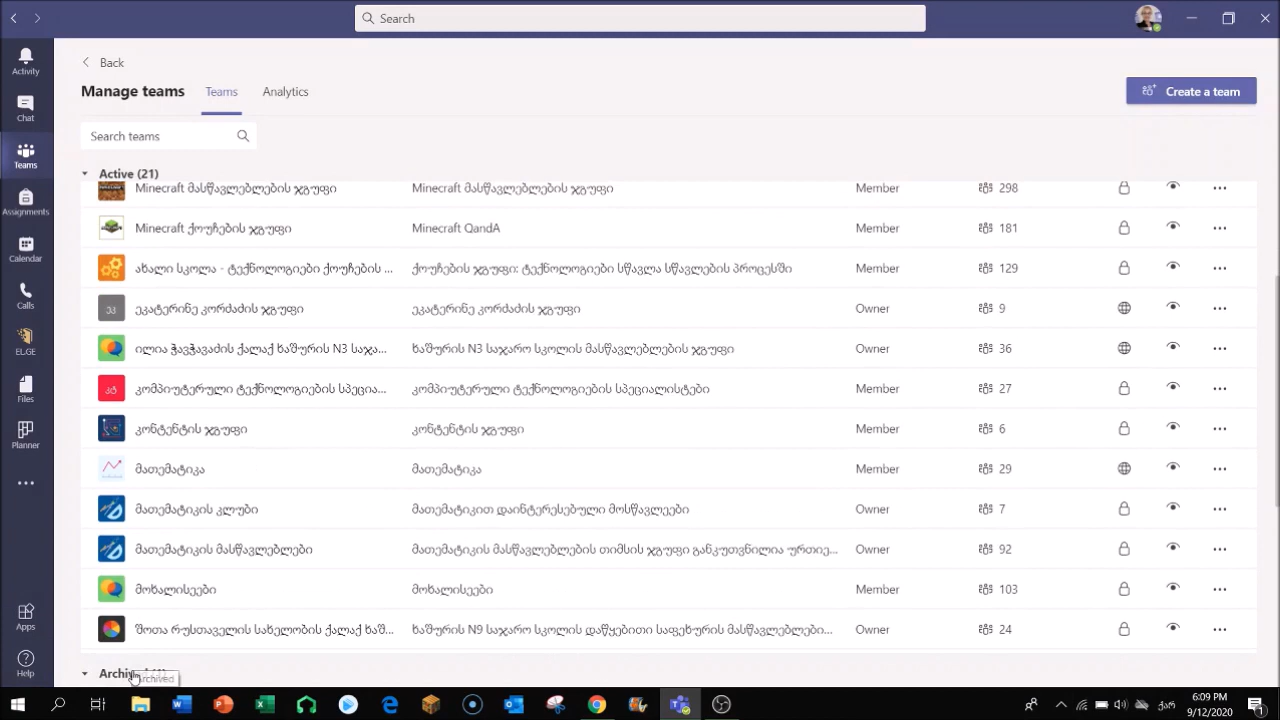 Search
Activity
Chat
Teams
Assignments
Calendar
Calls
EL.GE
Files
Planner
Apps
Help
Back
Manage teams Teams Analytics
Create a team
Search teams
Active (21)
Minecraft მასწავლებლების ჯგუფი Minecraft მასწავლებლების ჯგუფი Member 298
Minecraft ქოუჩების ჯგუფი Minecraft QandA Member 181
ახალი სკოლა - ტექნოლოგიები ქოუჩების ... ქოუჩების ჯგუფი: ტექნოლოგიები სწავლა სწავლების პროცესში Member 129
ეკ ეკატერინე კორძაძის ჯგუფი ეკატერინე კორძაძის ჯგუფი Owner 9
ილია ჭავჭავაძის ქალაქ ხაშურის N3 საჯა... ხაშურის N3 საჯარო სკოლის მასწავლებლების ჯგუფი Owner 36
კტ კომპიუტერული ტექნოლოგიების სპეცია... კომპიუტერული ტექნოლოგიების სპეციალისტები Member 27
კონტენტის ჯგუფი კონტენტის ჯგუფი Member 6
მათემატიკა მათემატიკა Member 29
მათემატიკის კლუბი მათემატიკით დაინტერესებული მოსწავლეები Owner 7
მათემატიკის მასწავლებლები მათემატიკის მასწავლებლების თიმსის ჯგუფი განკუთვნილია ურთიე... Owner 92
მოხალისეები მოხალისეები Member 103
შოთა რუსთაველის სახელობის ქალაქ ხაშ... ხაშურის N9 საჯარო სკოლის დაწყებითი საფეხურის მასწავლებლები... Owner 24
Archived
ქარ
6:09 PM
9/12/2020